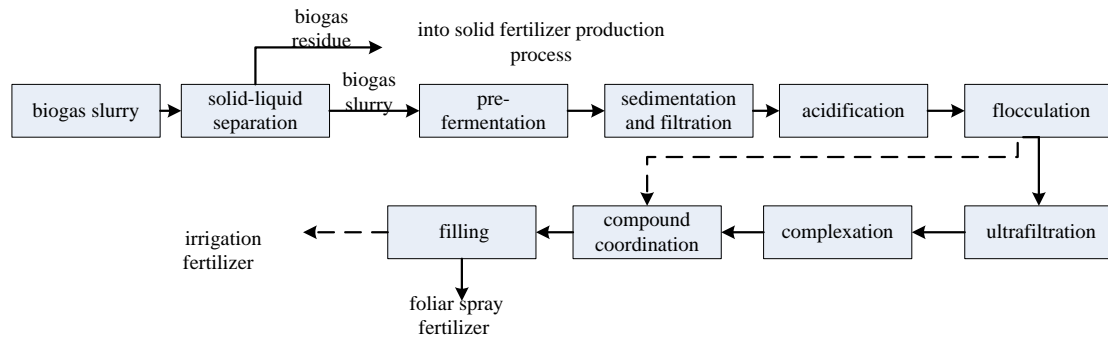 biogas
residue
into solid fertilizer production
process
biogas slurry
solid-liquid
separation
biogas
slurry
pre-
fermentation
sedimentation
and filtration
acidification
flocculation
irrigation
fertilizer
filling
compound
coordination
complexation
ultrafiltration
foliar spray
fertilizer